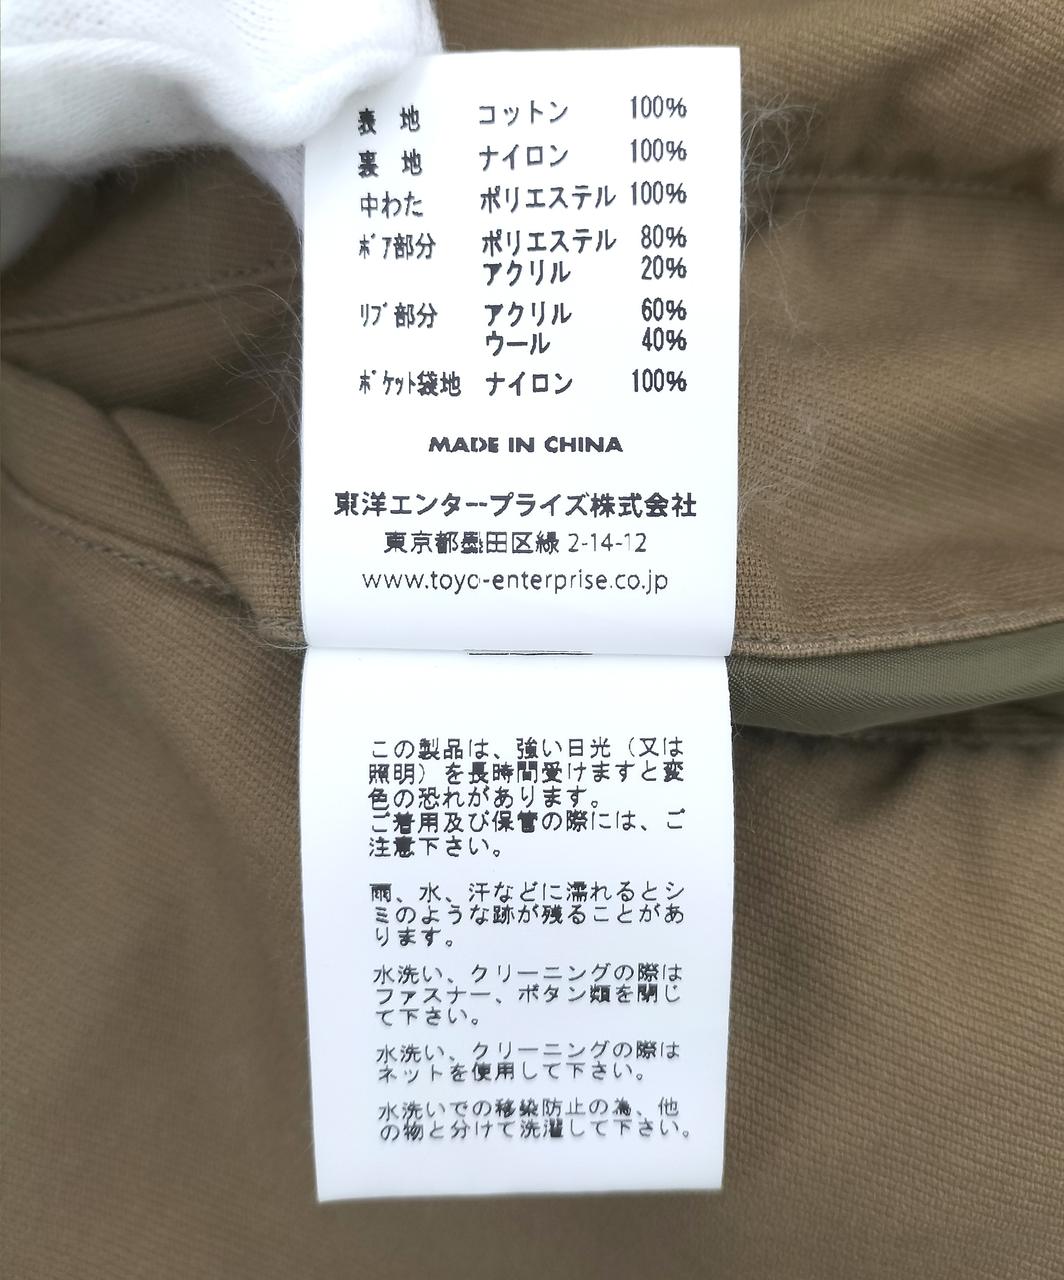 表 地 コットン 100%
裏 地 ナイロン 100%
中わた ポリエステル 100%
ボア部分 ポリエステル 80%
アクリル 20%
リブ部分 アクリル 60%
ウール 40%
ポケット袋地 ナイロン 100%
MADE IN CHINA
東洋エンタープライズ株式会社
東京都墨田区緑 2-14-12
www.toyo-enterprise.co.jp
この製品は、強い日光（又は
照明）を長時間受けますと変
色の恐れがあります。
ご着用及び保管の際には、ご
注意下さい。
雨、水、汗などに濡れるとシ
ミのような跡が残ることがあ
ります。
水洗い、クリーニングの際は
ファスナー、ボタン類を閉じ
て下さい。
水洗い、クリーニングの際は
ネットを使用して下さい。
水洗いでの移染防止の為、他
の物と分けて洗濯して下さい。